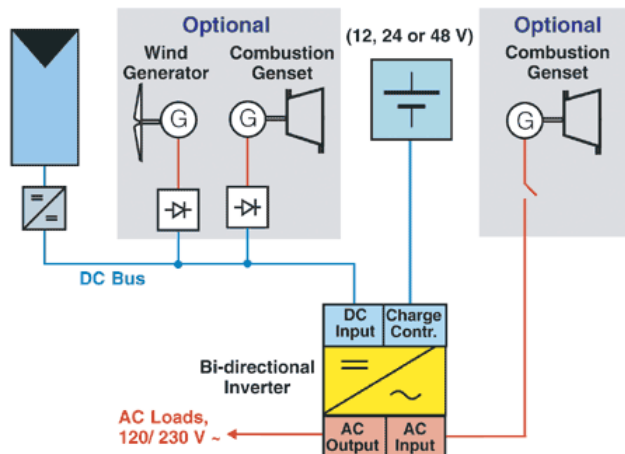 Optional
Wind
Generator
Combustion
Genset
G
G
(12, 24 or 48 V)
Optional
Combustion
Genset
G
DC Bus
DC
Input
Charge
Contr.
Bi-directional
Inverter
AC Loads,
120/ 230 V ~
AC
Output
AC
Input